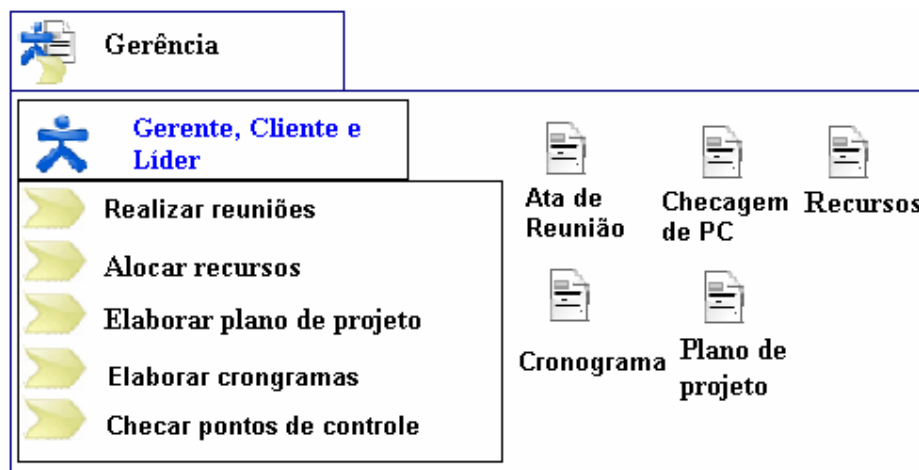 Gerência
Gerente, Cliente e
Líder
Realizar reuniões
Alocar recursos
Elaborar plano de projeto
Elaborar crongramas
Checar pontos de controle
Ata de
Reunião
Checagem
de PC
Recursos
Cronograma
Plano de
projeto